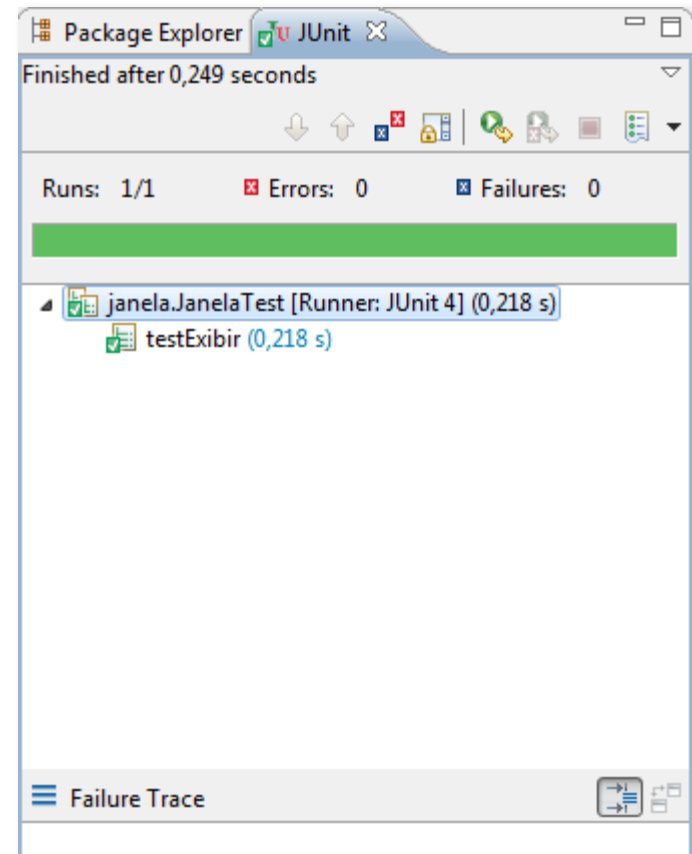 Package Explorer JUnit
Finished after 0,249 seconds
Runs: 1/1 Errors: 0 Failures: 0
janela.JanelaTest [Runner: JUnit 4] (0,218 s)
testExibir (0,218 s)
Failure Trace